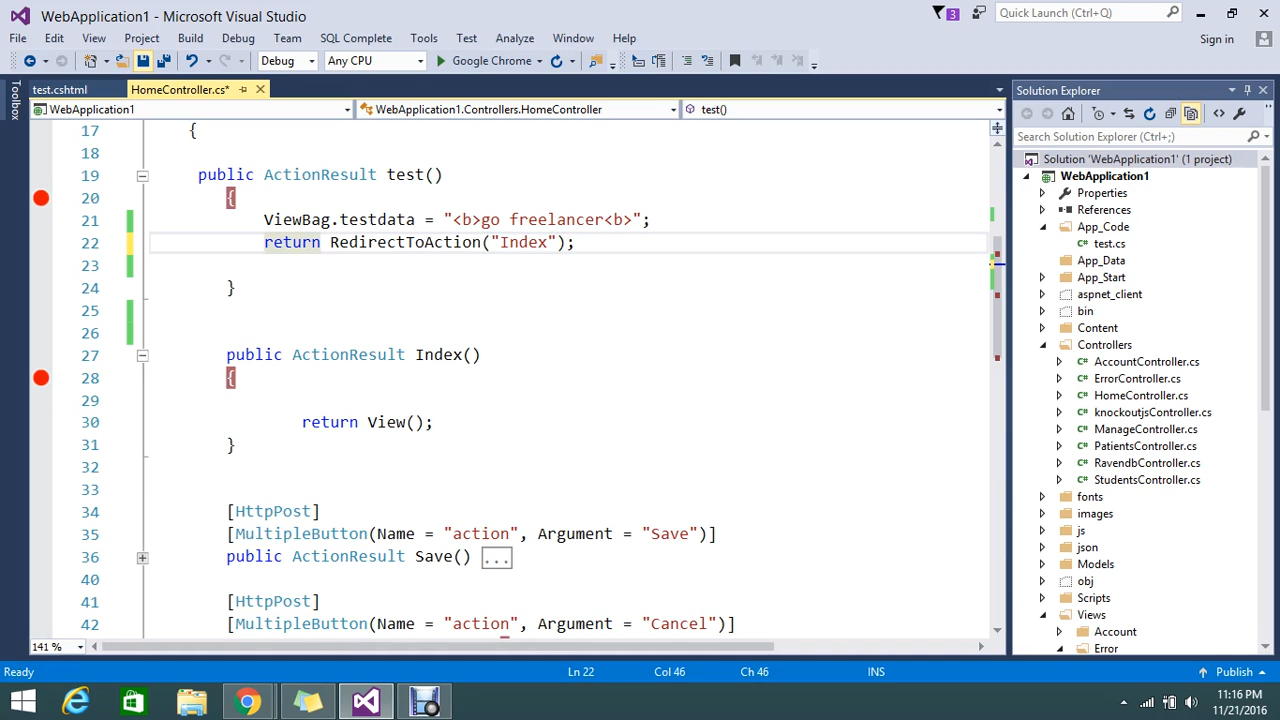 WebApplication1 - Microsoft Visual Studio
3
Quick Launch (Ctrl+Q)
File Edit View Project Build Debug Team SQL Complete Tools Test Analyze Window Help
Sign in
Debug Any CPU Google Chrome
Toolbox
test.cshtml HomeController.cs*
WebApplication1 WebApplication1.Controllers.HomeController test()
17 {
18
19 public ActionResult test()
20 {
21 ViewBag.testdata = "<b>go freelancer<b>";
22 return RedirectToAction("Index");
23
24 }
25
26
27 public ActionResult Index()
28 {
29
30 return View();
31 }
32
33
34 [HttpPost]
35 [MultipleButton(Name = "action", Argument = "Save")]
36 public ActionResult Save() ...
40
41 [HttpPost]
42 [MultipleButton(Name = "action", Argument = "Cancel")]
141 %
Solution Explorer
Search Solution Explorer (Ctrl+;)
Solution 'WebApplication1' (1 project)
WebApplication1
Properties
References
App_Code
C# test.cs
App_Data
App_Start
aspnet_client
bin
Content
Controllers
C# AccountController.cs
C# ErrorController.cs
C# HomeController.cs
C# knockoutjsController.cs
C# ManageController.cs
C# PatientsController.cs
C# RavendbController.cs
C# StudentsController.cs
fonts
images
js
json
Models
obj
Scripts
Views
Account
Error
Ready Ln 22 Col 46 Ch 46 INS Publish
11:16 PM
11/21/2016